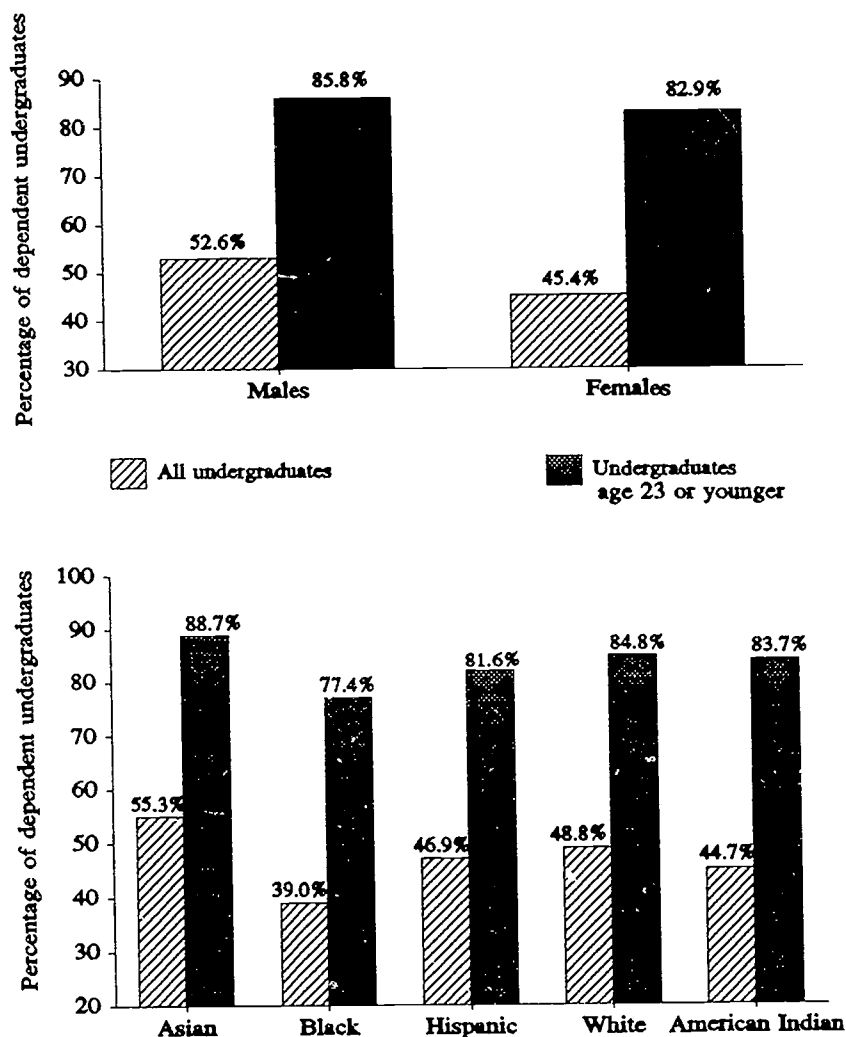 Percentage of dependent undergraduates
90
80
70
60
50
40
30
52.6%
85.8%
45.4%
82.9%
Males
Females
All undergraduates
Undergraduates
age 23 or younger
Percentage of dependent undergraduates
100
90
80
70
60
50
40
30
20
55.3%
88.7%
39.0%
77.4%
46.9%
81.6%
48.8%
84.8%
44.7%
83.7%
Asian
Black
Hispanic
White
American Indian